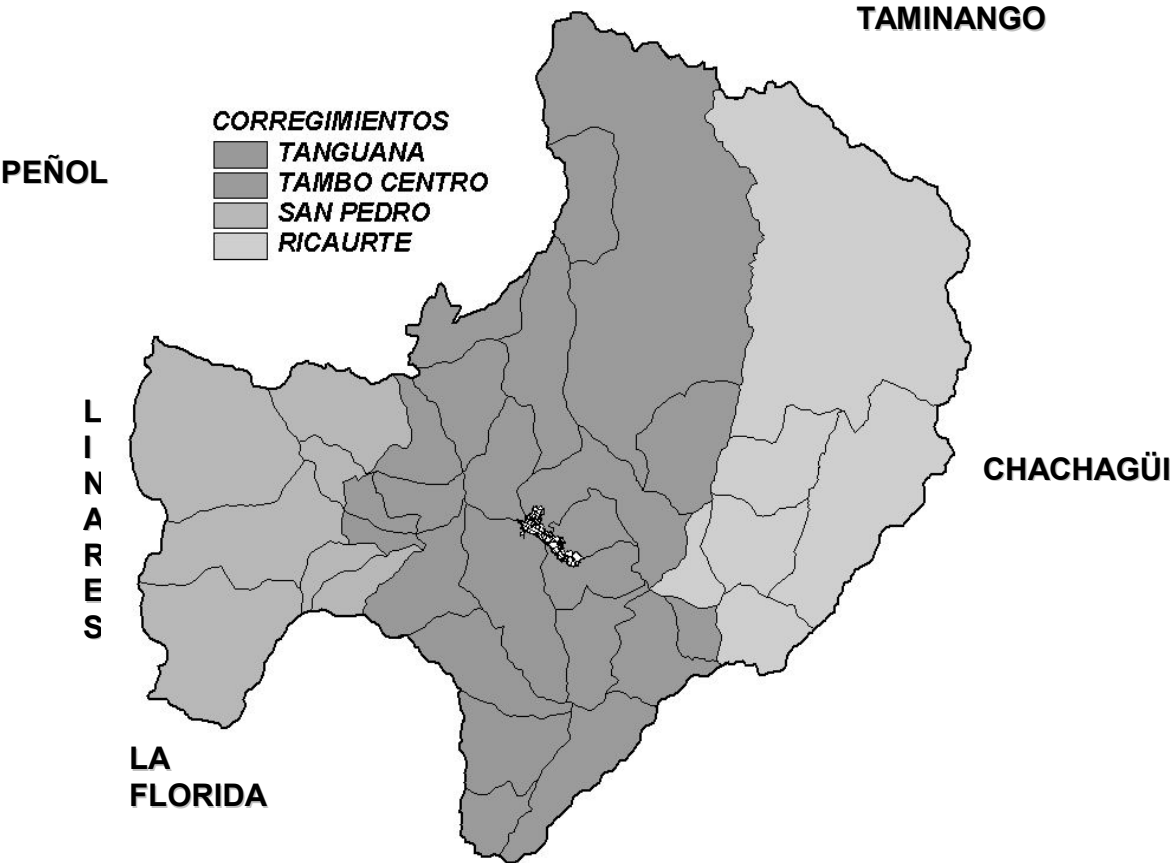 TAMINANGO
CORREGIMIENTOS
TANGUANA
TAMBO CENTRO
SAN PEDRO
RICAURTE
PEÑOL
L
I
N
A
R
E
S
CHACHAGÜI
LA
FLORIDA